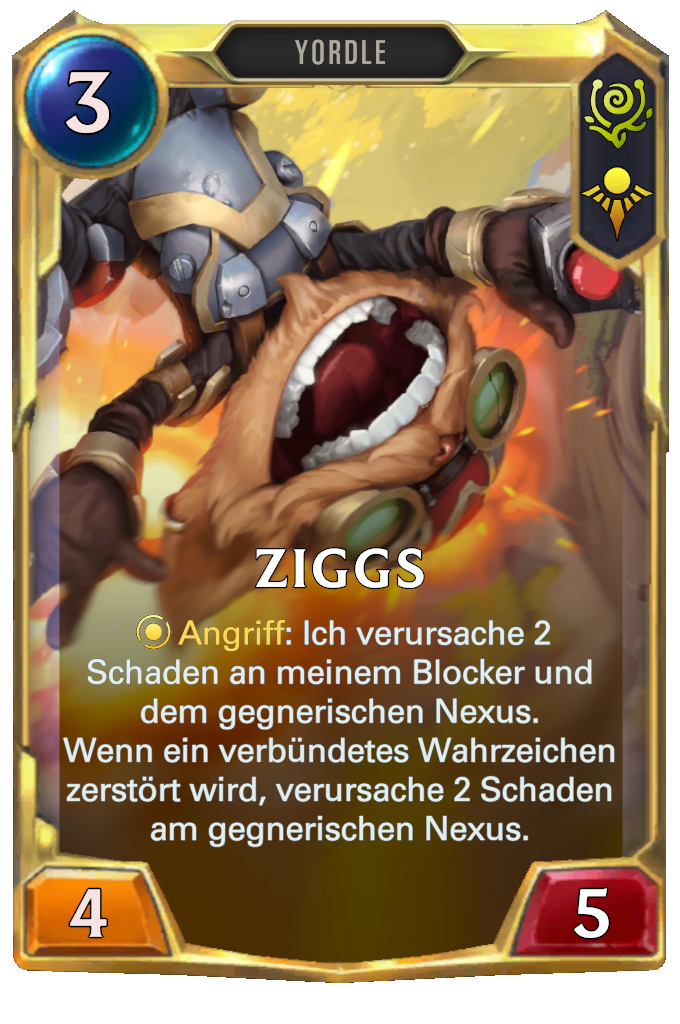 YORDLE
3
ZIGGS
Angriff: Ich verursache 2
Schaden an meinem Blocker und
dem gegnerischen Nexus.
Wenn ein verbündetes Wahrzeichen
zerstört wird, verursache 2 Schaden
am gegnerischen Nexus.
4
5